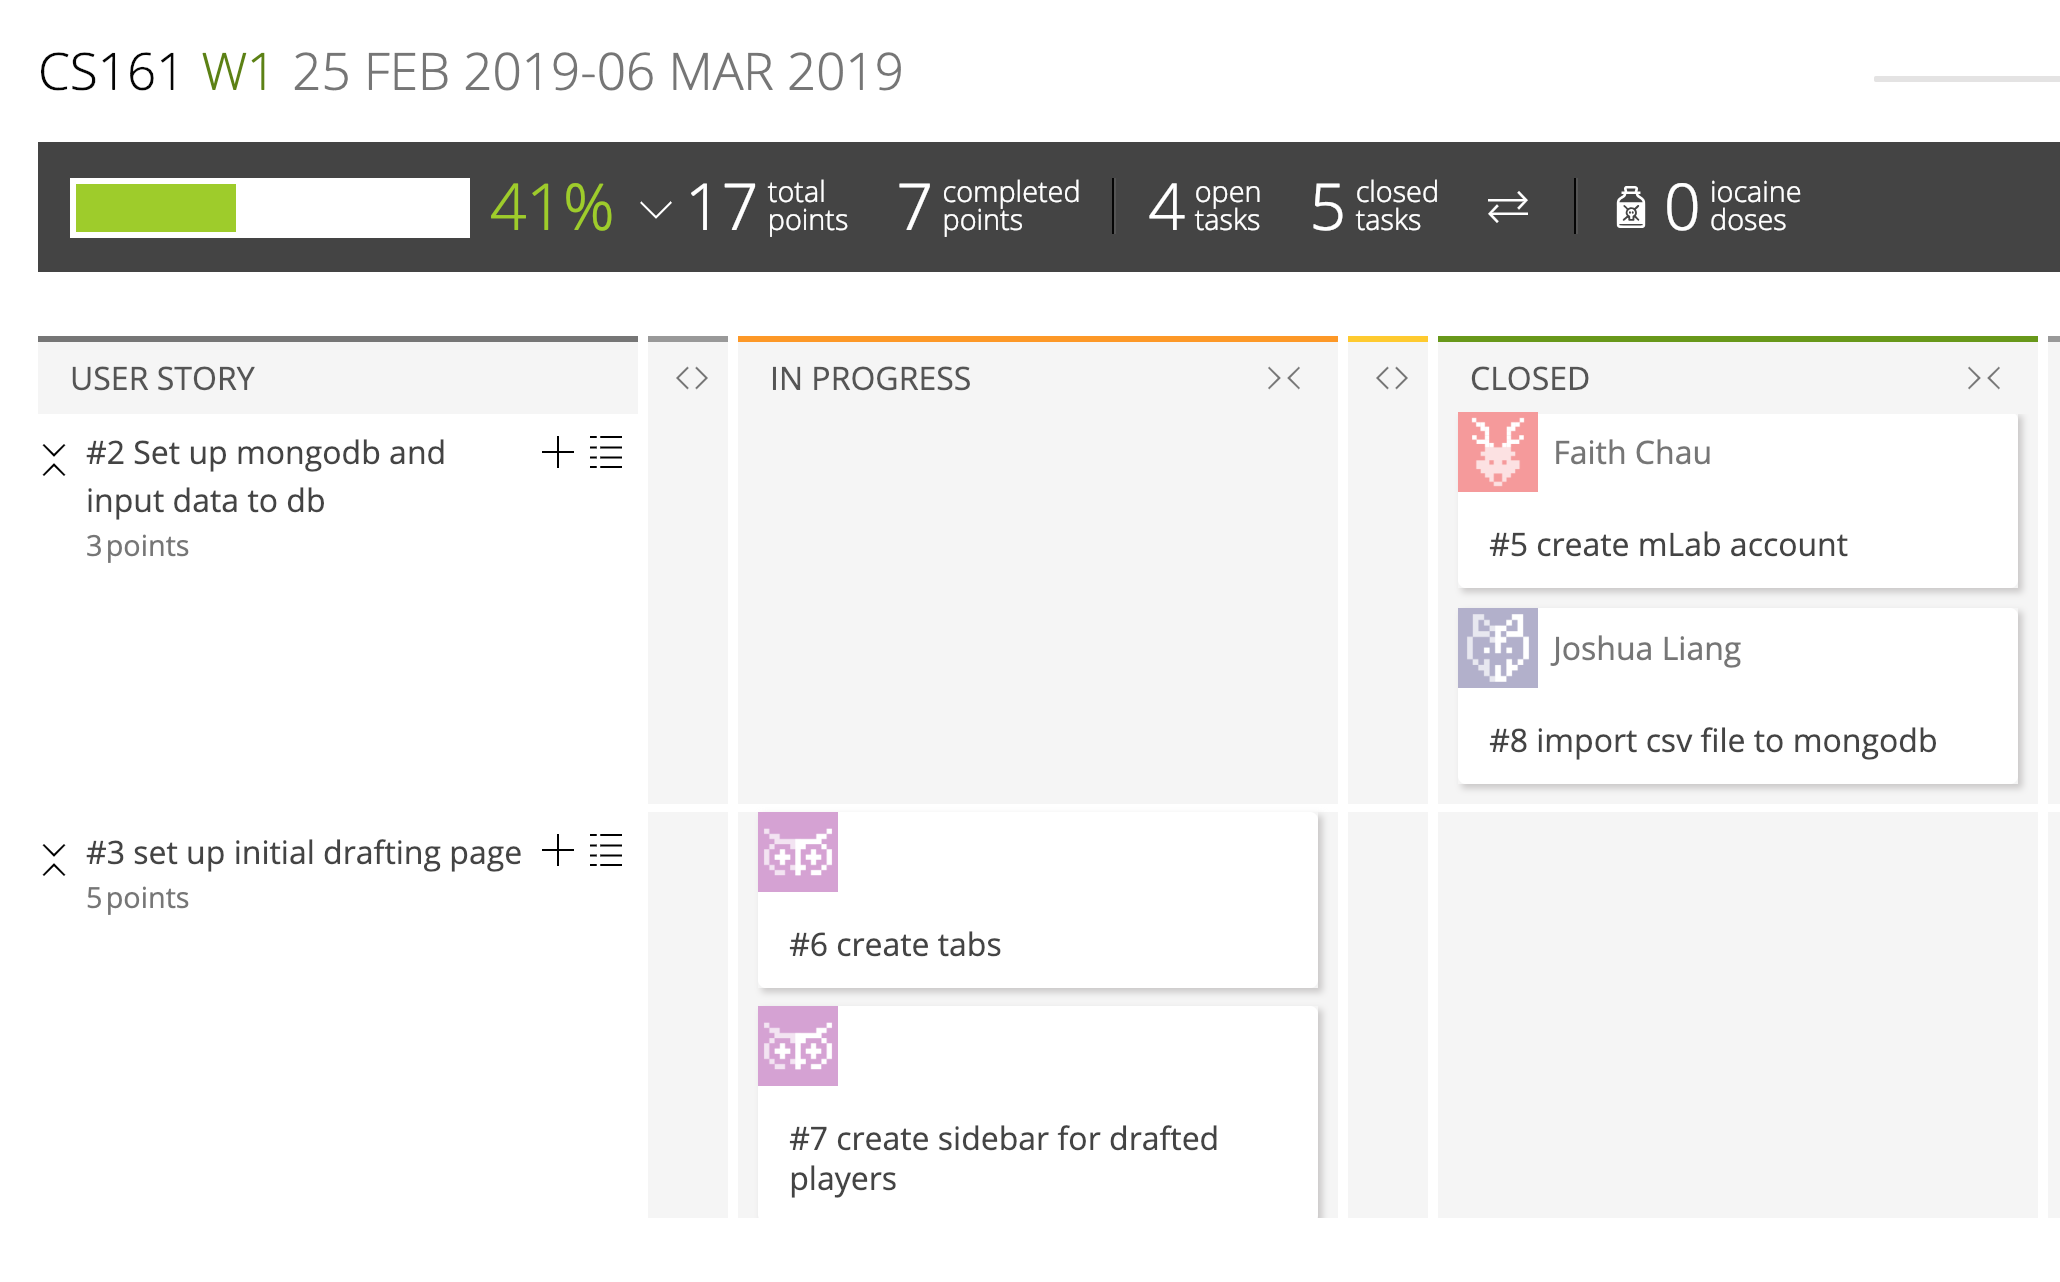 CS161 W1 25 FEB 2019-06 MAR 2019
41% 17 total points 7 completed points 4 open tasks 5 closed tasks 0 iocaine doses
USER STORY
IN PROGRESS
CLOSED
#2 Set up mongodb and
input data to db
3 points
Faith Chau
#5 create mLab account
Joshua Liang
#8 import csv file to mongodb
#3 set up initial drafting page
5 points
#6 create tabs
#7 create sidebar for drafted
players